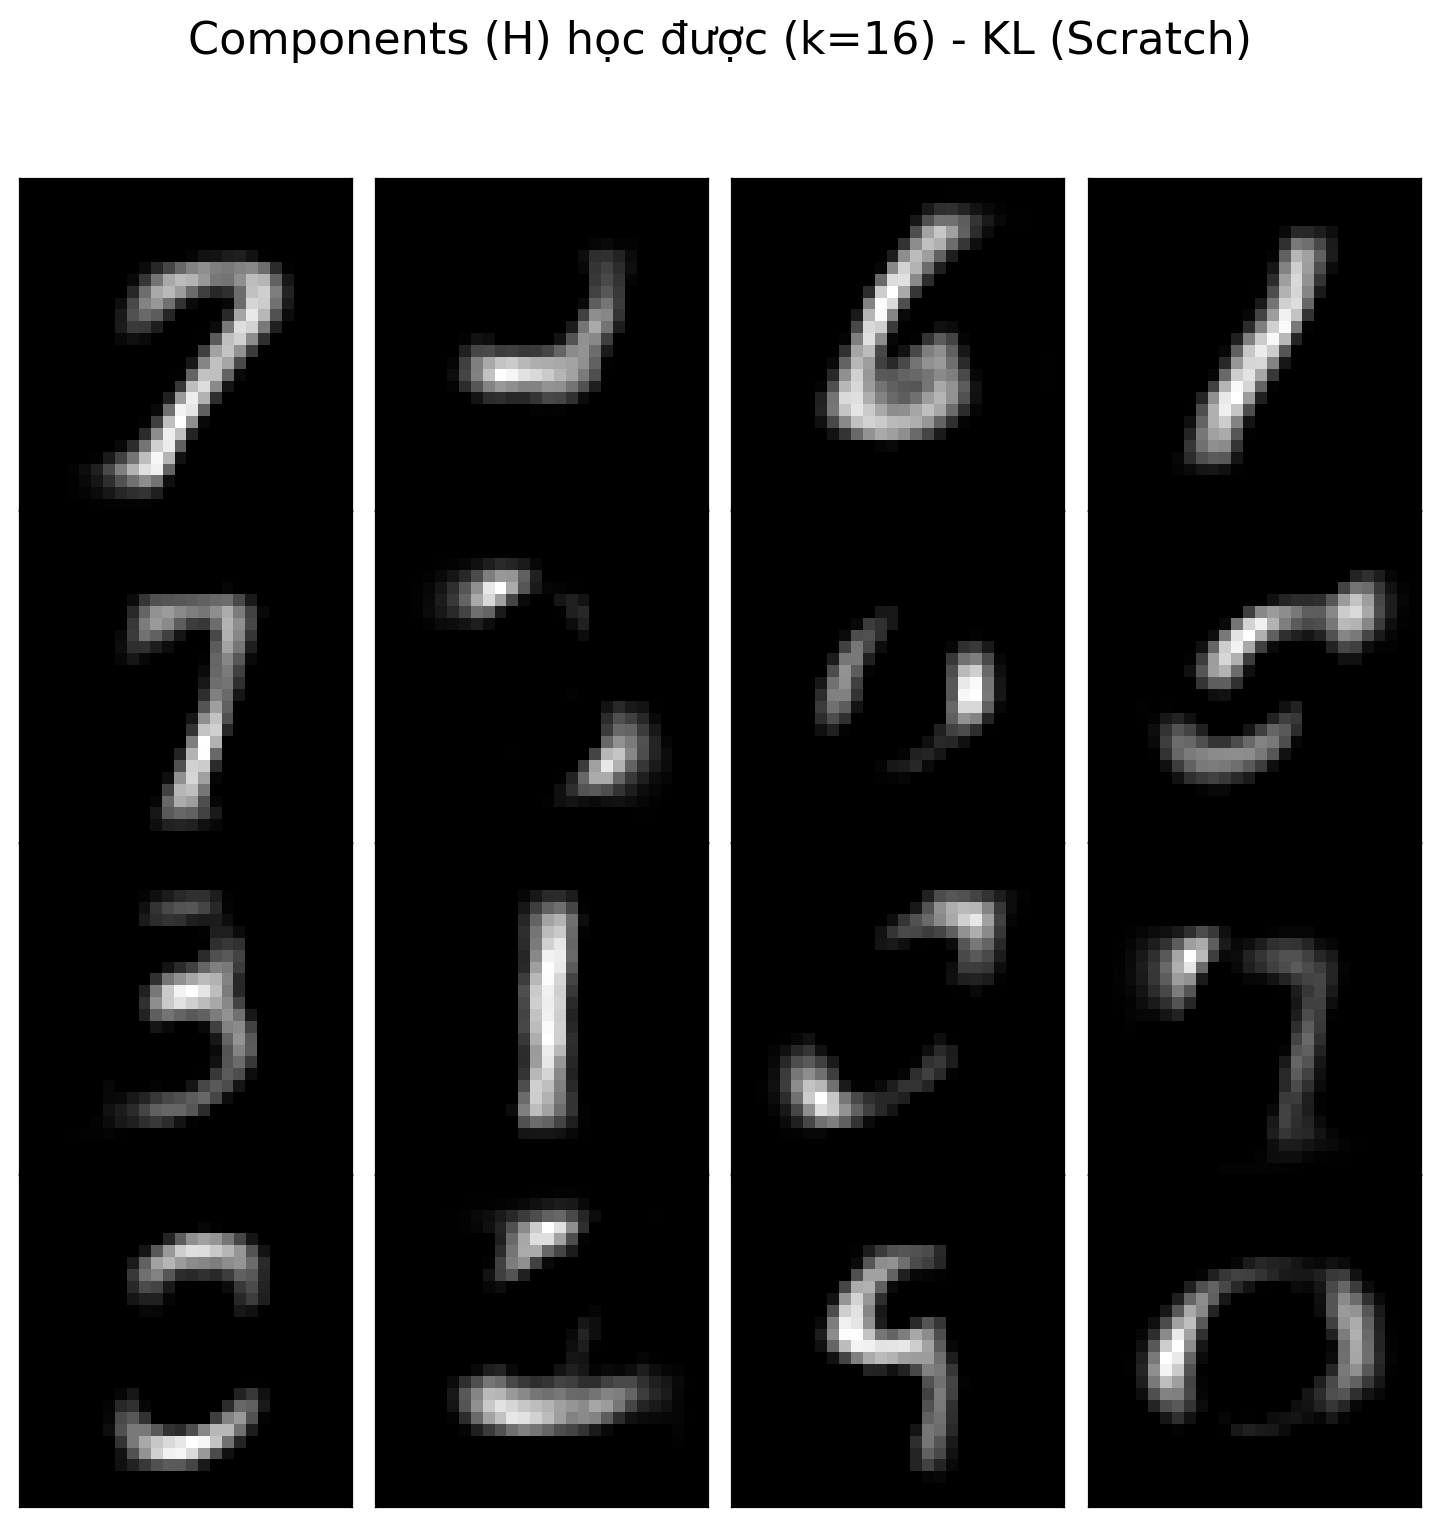 Components (H) học được (k=16) - KL (Scratch)